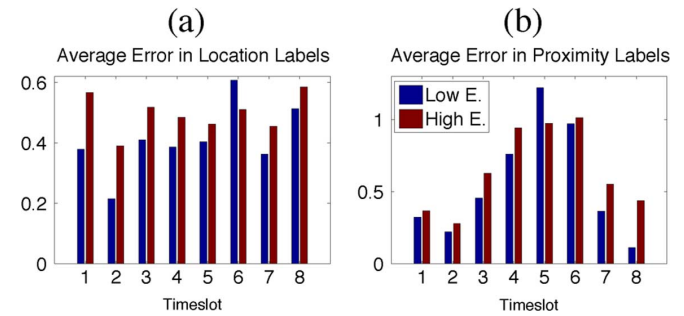 (a)
Average Error in Location Labels
0.6
0.4
0.2
0
1 2 3 4 5 6 7 8
Timeslot
(b)
Average Error in Proximity Labels
Low E.
High E.
1
0.5
0
1 2 3 4 5 6 7 8
Timeslot